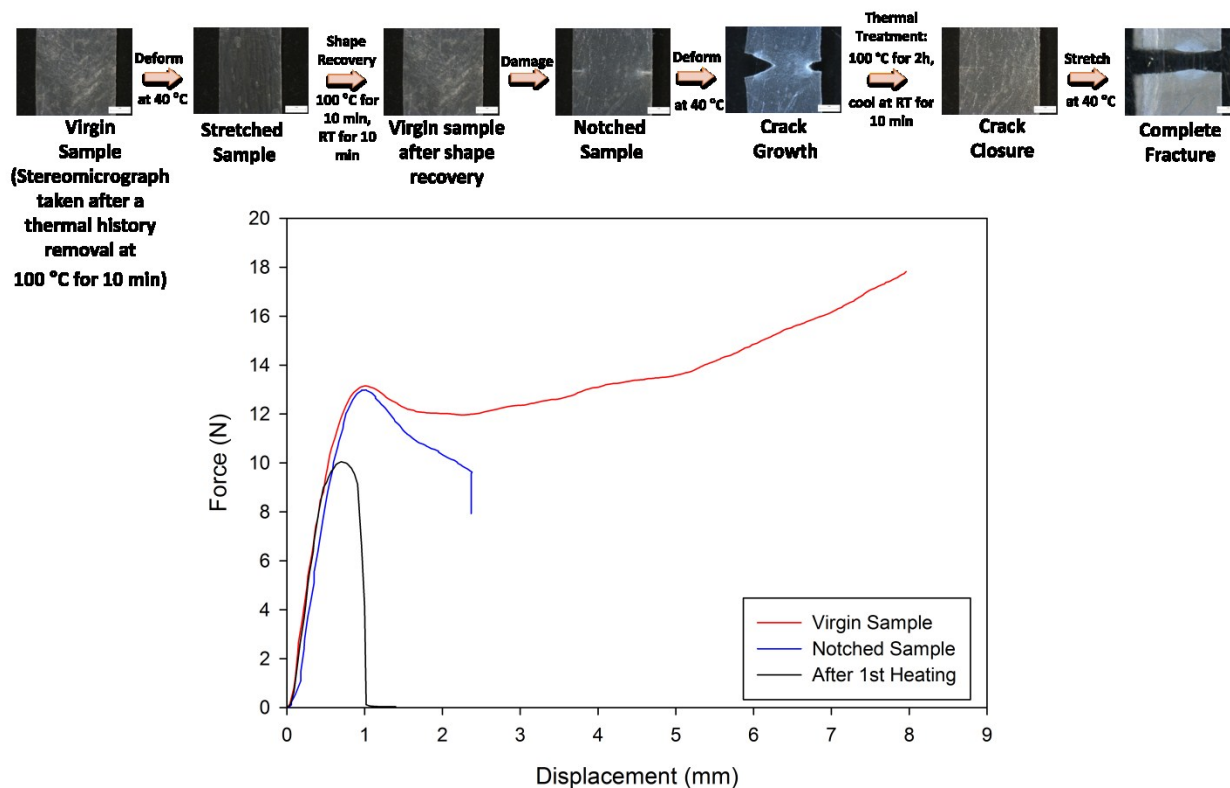 Deform
at 40 °C
Shape
Recovery
100 °C for
10 min,
RT for 10
min
Damage
Deform
at 40 °C
Thermal
Treatment:
100 °C for 2h,
cool at RT for
10 min
Stretch
at 40 °C
Virgin
Sample
(Stereomicrograph
taken after a
thermal history
removal at
100 °C for 10 min)
Stretched
Sample
Virgin sample
after shape
recovery
Notched
Sample
Crack
Growth
Crack
Closure
Complete
Fracture
20
18
16
14
12
10
8
6
4
2
0
Force (N)
Virgin Sample
Notched Sample
After 1st Heating
0 1 2 3 4 5 6 7 8 9
Displacement (mm)